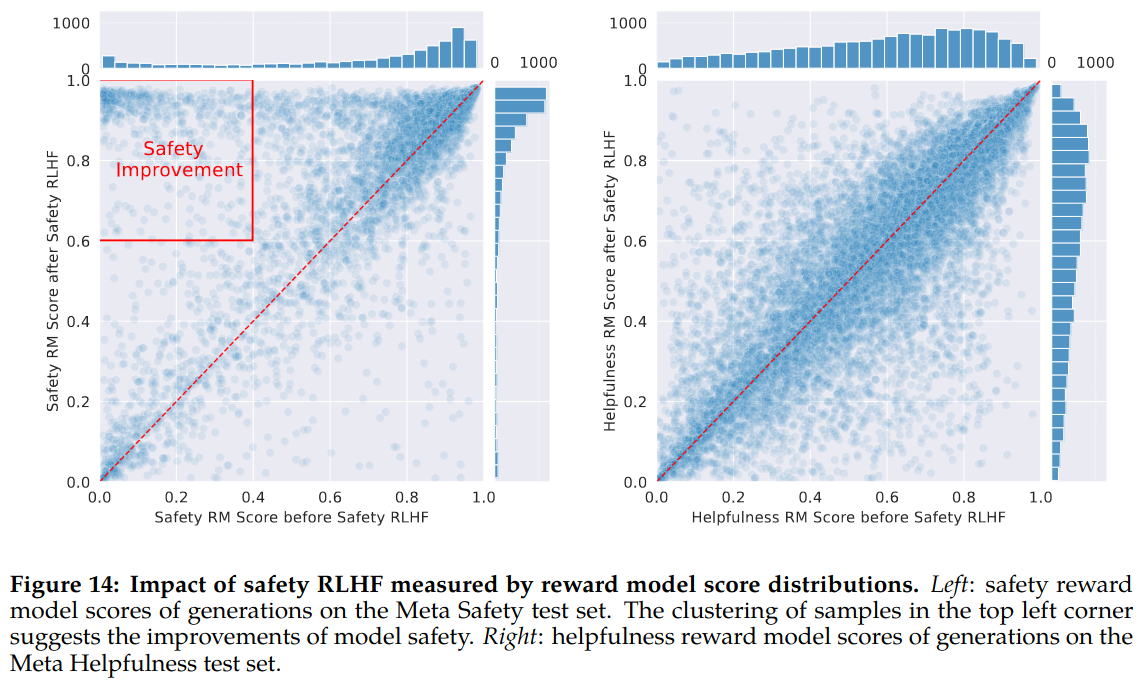 1000
0
0 1000
1.0
0.8
0.6
0.4
0.2
0.0
Safety RM Score after Safety RLHF
Safety
Improvement
0.0 0.2 0.4 0.6 0.8 1.0
Safety RM Score before Safety RLHF
1000
0
0 1000
1.0
0.8
0.6
0.4
0.2
0.0
Helpfulness RM Score after Safety RLHF
0.0 0.2 0.4 0.6 0.8 1.0
Helpfulness RM Score before Safety RLHF
Figure 14: Impact of safety RLHF measured by reward model score distributions. Left: safety reward
model scores of generations on the Meta Safety test set. The clustering of samples in the top left corner
suggests the improvements of model safety. Right: helpfulness reward model scores of generations on the
Meta Helpfulness test set.